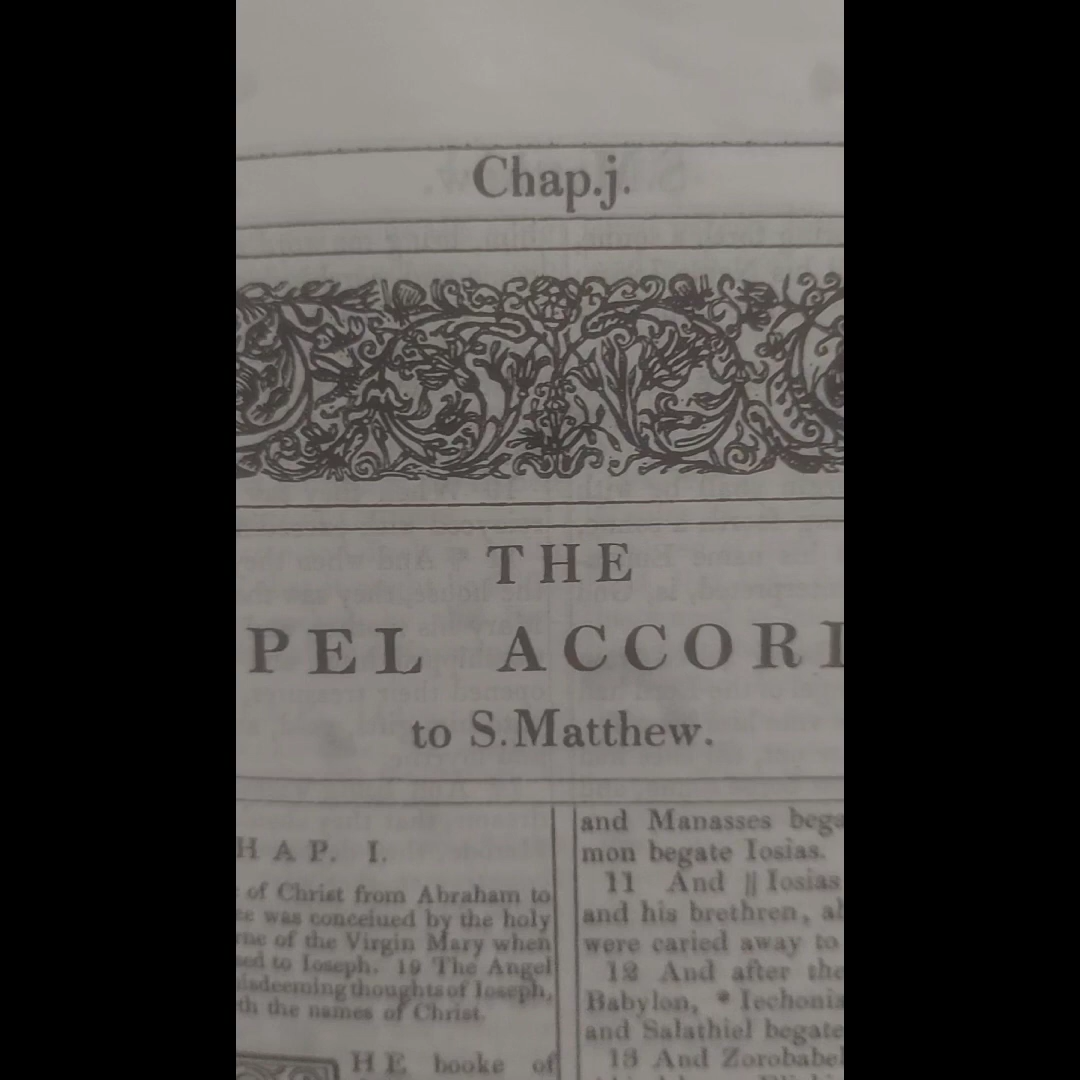 Chap.j.
THE
PEL ACCORD
to S.Matthew.
HAP. I.
of Christ from Abraham to
was conceiued by the holy
of the Virgin Mary when
to Ioseph. 19 The Angel
misdeeming thoughts of Ioseph,
the names of Christ.
HE booke of
and Manasses bega
mon begate Iosias.
11 And || Iosias
and his brethren, a
were caried away to
12 And after the
Babylon, * Iechonia
and Salathiel begate
13 And Zorobabel